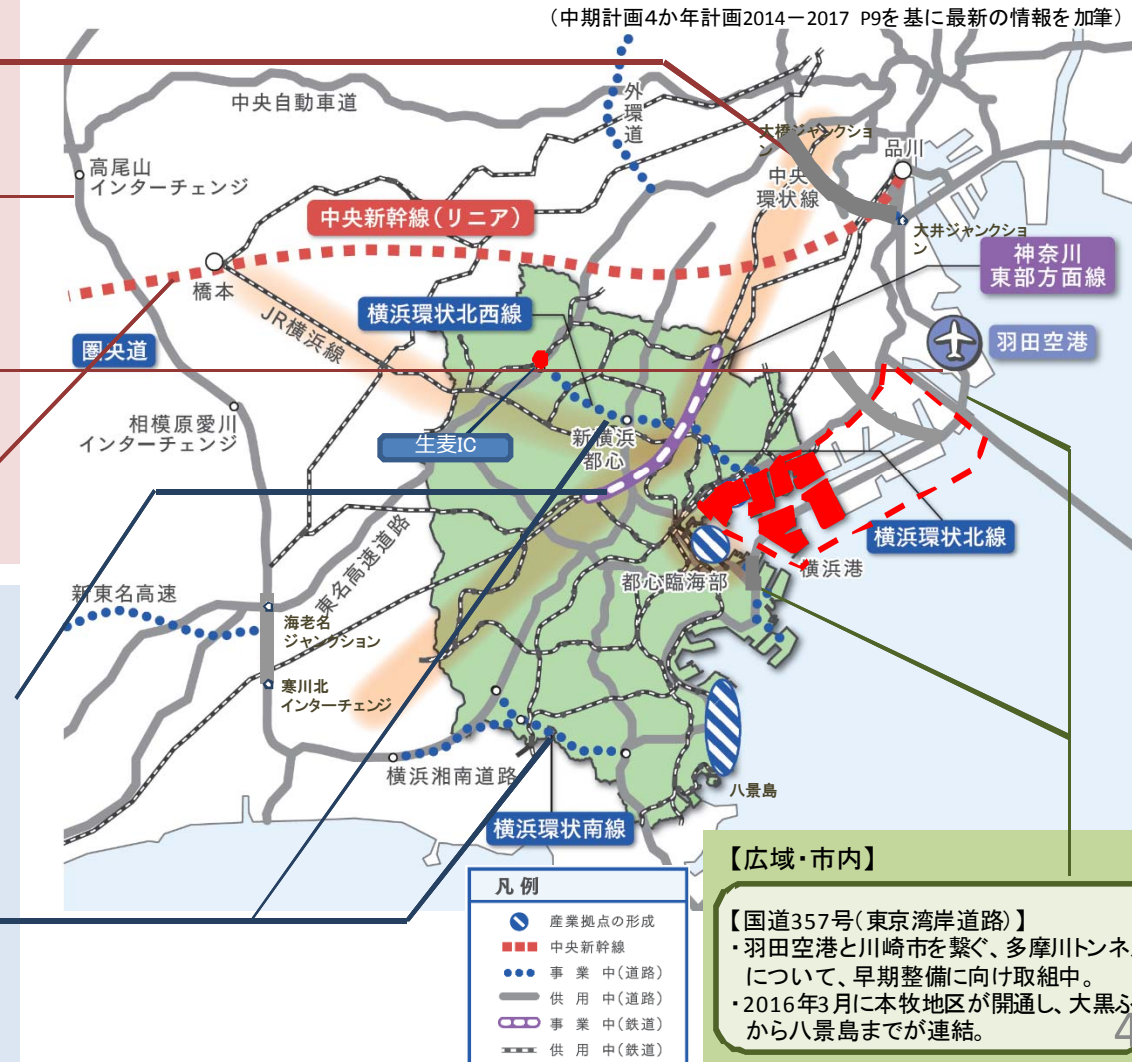 （中期計画4か年計画2014－2017 P9を基に最新の情報を加筆）
中央自動車道
外環道
大橋ジャンクショ
ン
品川
高尾山
インターチェンジ
中央
環状線
中央新幹線（リニア）
大井ジャンクショ
ン
神奈川
東部方面線
橋本
JR横浜線
横浜環状北西線
羽田空港
圏央道
相模原愛川
インターチェンジ
生麦IC
新横浜
都心
横浜環状北線
東名高速道路
横浜港
都心臨海部
新東名高速
海老名
ジャンクション
寒川北
インターチェンジ
横浜湘南道路
八景島
横浜環状南線
凡例
産業拠点の形成
中央新幹線
事業中（道路）
供用中（道路）
事業中（鉄道）
供用中（鉄道）
【広域・市内】
【国道357号（東京湾岸道路）】
・羽田空港と川崎市を繋ぐ、多摩川トンネ
について、早期整備に向け取組中。
・2016年3月に本牧地区が開通し、大黒ふ
から八景島までが連結。
4